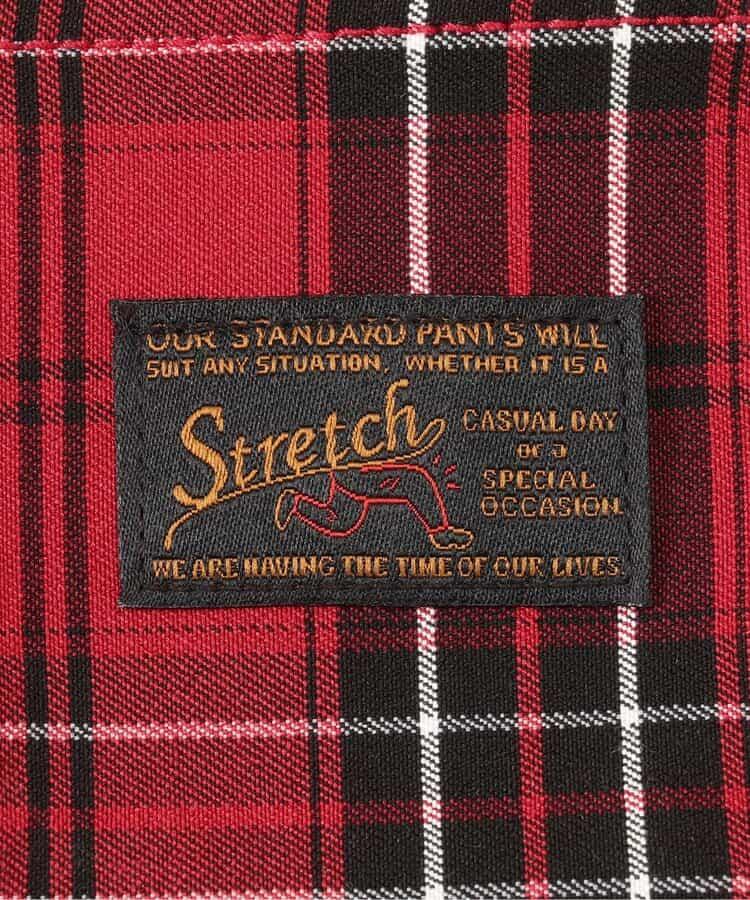 OUR STANDARD PANTS WILL
SUIT ANY SITUATION, WHETHER IT IS A
Stretch
CASUAL DAY
OR A
SPECIAL
OCCASION.
WE ARE HAVING THE TIME OF OUR LIVES.